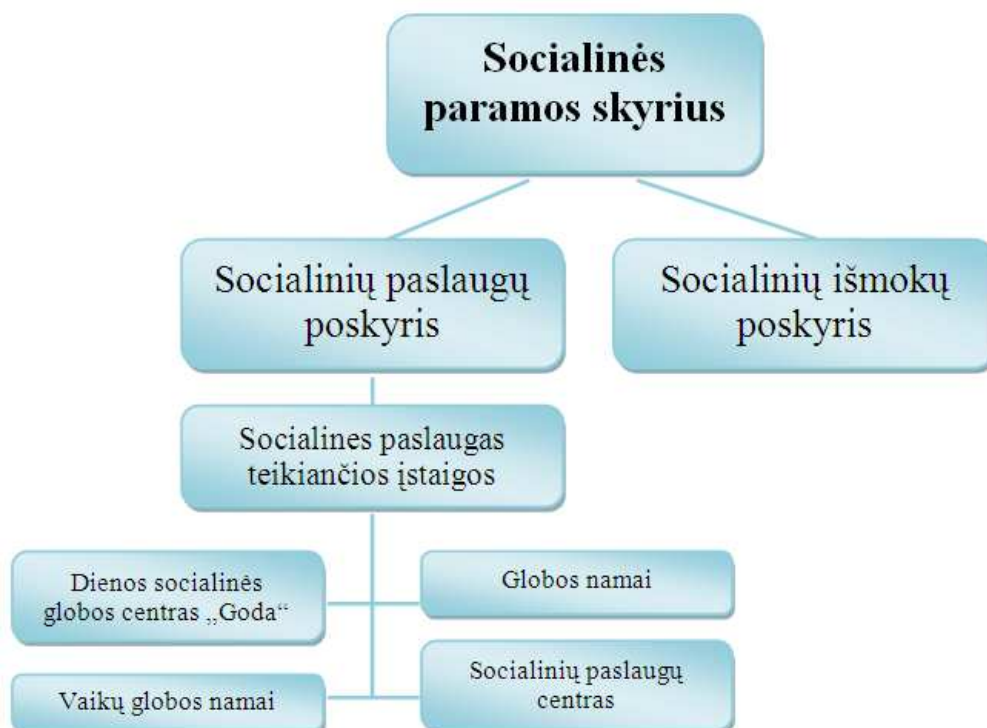 Socialinės
paramos skyrius
Socialinių paslaugų
poskyris
Socialinių išmokų
poskyris
Socialines paslaugas
teikiančios įstaigos
Dienos socialinės
globos centras „Goda“
Globos namai
Vaikų globos namai
Socialinių paslaugų
centras